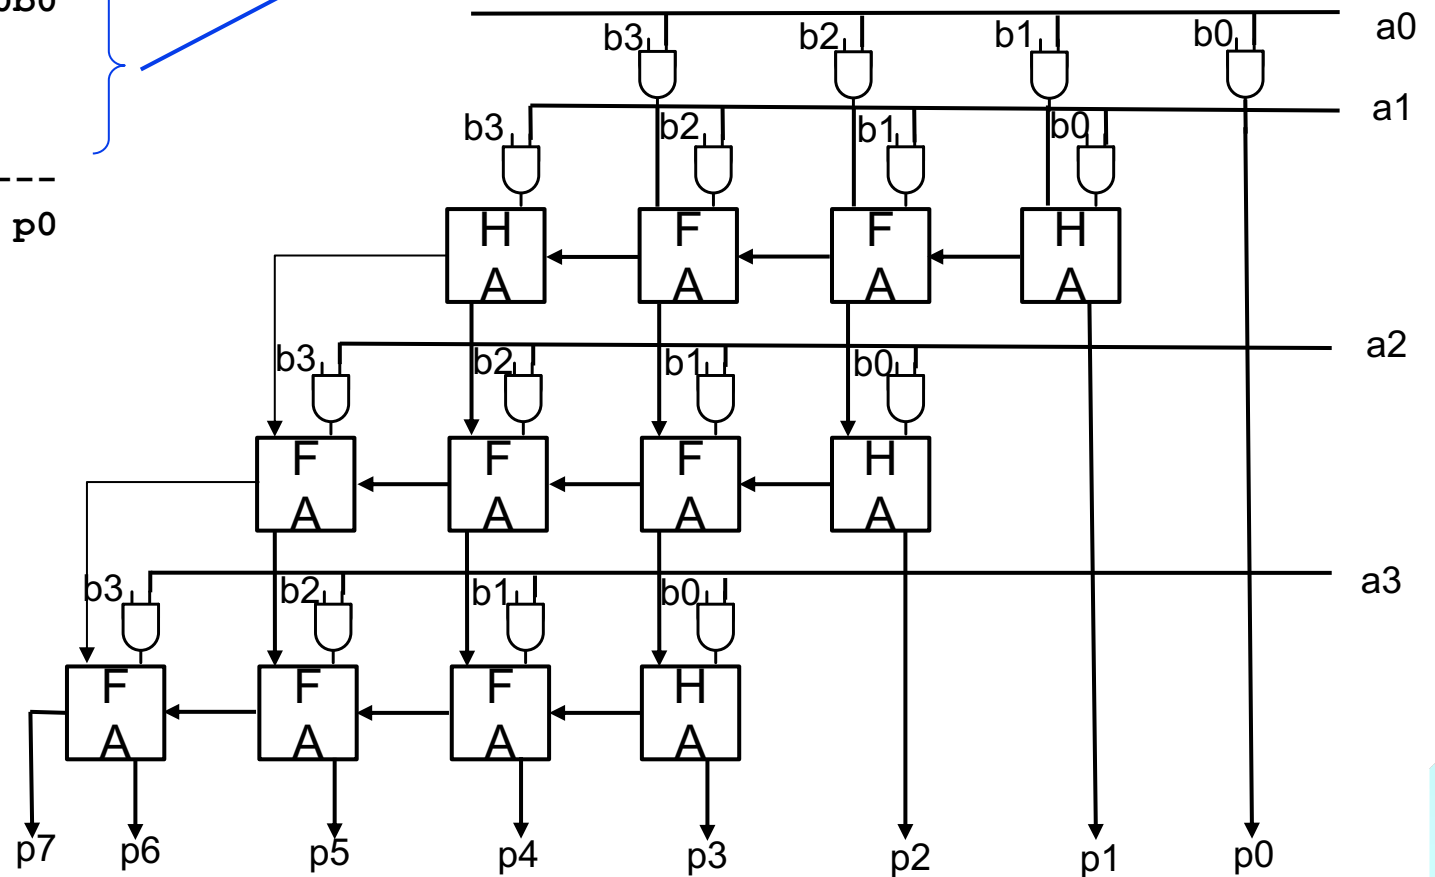 a0
b3 b2 b1 b0
a1
b3 b2 b1 b0
---
p0
H F F H
A A A A
a2
b3 b2 b1 b0
F F F H
A A A A
a3
b3 b2 b1 b0
F F F H
A A A A
p7 p6 p5 p4 p3 p2 p1 p0